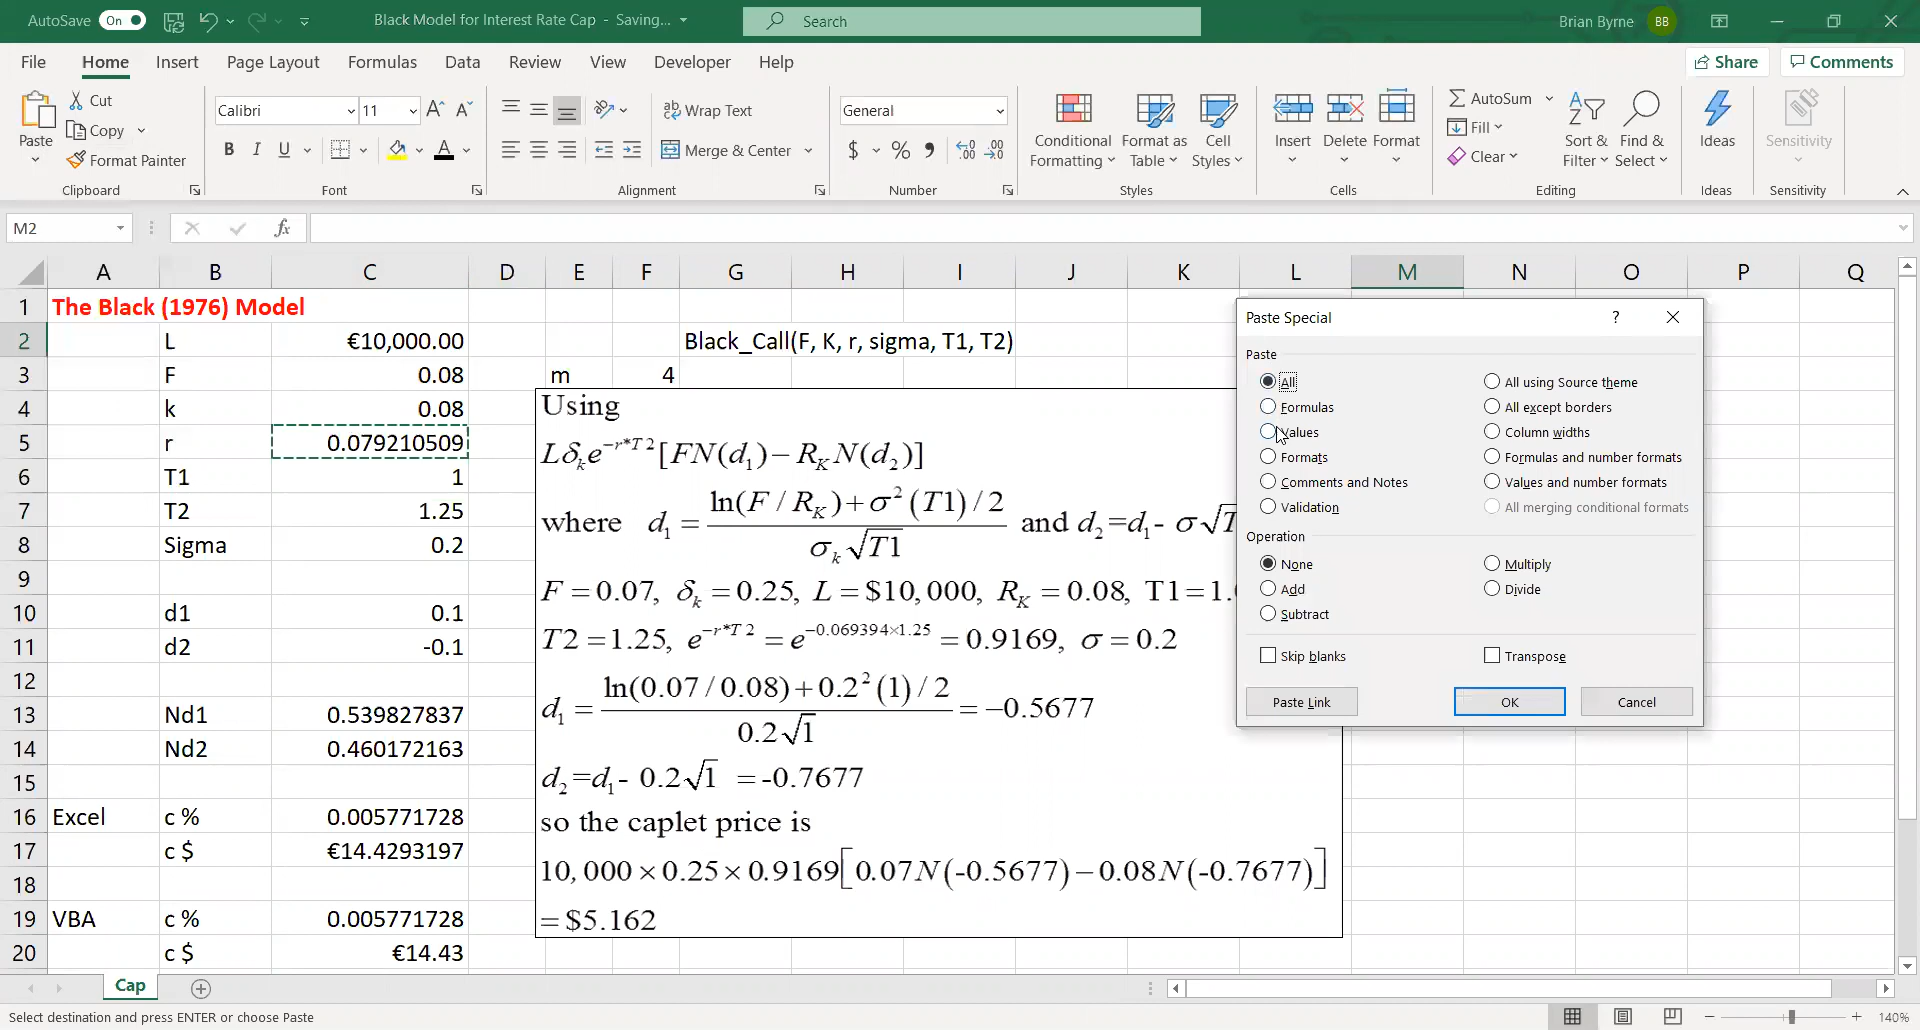 AutoSave On Black Model for Interest Rate Cap - Saving... Search Brian Byrne BB
File Home Insert Page Layout Formulas Data Review View Developer Help Share Comments
Paste Cut Copy Format Painter
Clipboard
Calibri 11 B I U A
Font
Wrap Text Merge & Center
Alignment
General $ %
Number
Conditional Formatting Format as Table Cell Styles
Styles
Insert Delete Format
Cells
AutoSum Fill Clear Sort & Filter Find & Select
Editing
Ideas
Ideas
Sensitivity
Sensitivity
M2 fx
A B C D E F G H I J K L M N O P Q
1 The Black (1976) Model
2 L €10,000.00 Black_Call(F, K, r, sigma, T1, T2)
3 F 0.08 m 4
4 k 0.08
5 r 0.079210509
6 T1 1
7 T2 1.25
8 Sigma 0.2
9
10 d1 0.1
11 d2 -0.1
12
13 Nd1 0.539827837
14 Nd2 0.460172163
15
16 Excel c % 0.005771728
17 c $ €14.4293197
18
19 VBA c % 0.005771728
20 c $ €14.43
Using
Lδₖe^(−r*T2)[FN(d₁)− R_K N(d₂)]
where d₁ = (ln(F / R_K)+σ²(T1)/2) / (σₖ√T1) and d₂=d₁- σ√T
F = 0.07, δₖ = 0.25, L = $10,000, R_K = 0.08, T1=1.
T2 =1.25, e^(−r*T2) = e^(−0.069394×1.25) = 0.9169, σ = 0.2
d₁ = (ln(0.07 / 0.08)+0.2²(1)/2) / (0.2√1) = −0.5677
d₂=d₁- 0.2√1 = -0.7677
so the caplet price is
10,000×0.25×0.9169[0.07N(-0.5677)−0.08N(-0.7677)]
= $5.162
Paste Special ?
Paste
All All using Source theme
Formulas All except borders
Values Column widths
Formats Formulas and number formats
Comments and Notes Values and number formats
Validation All merging conditional formats
Operation
None Multiply
Add Divide
Subtract
Skip blanks Transpose
Paste Link OK Cancel
Cap
Select destination and press ENTER or choose Paste 140%